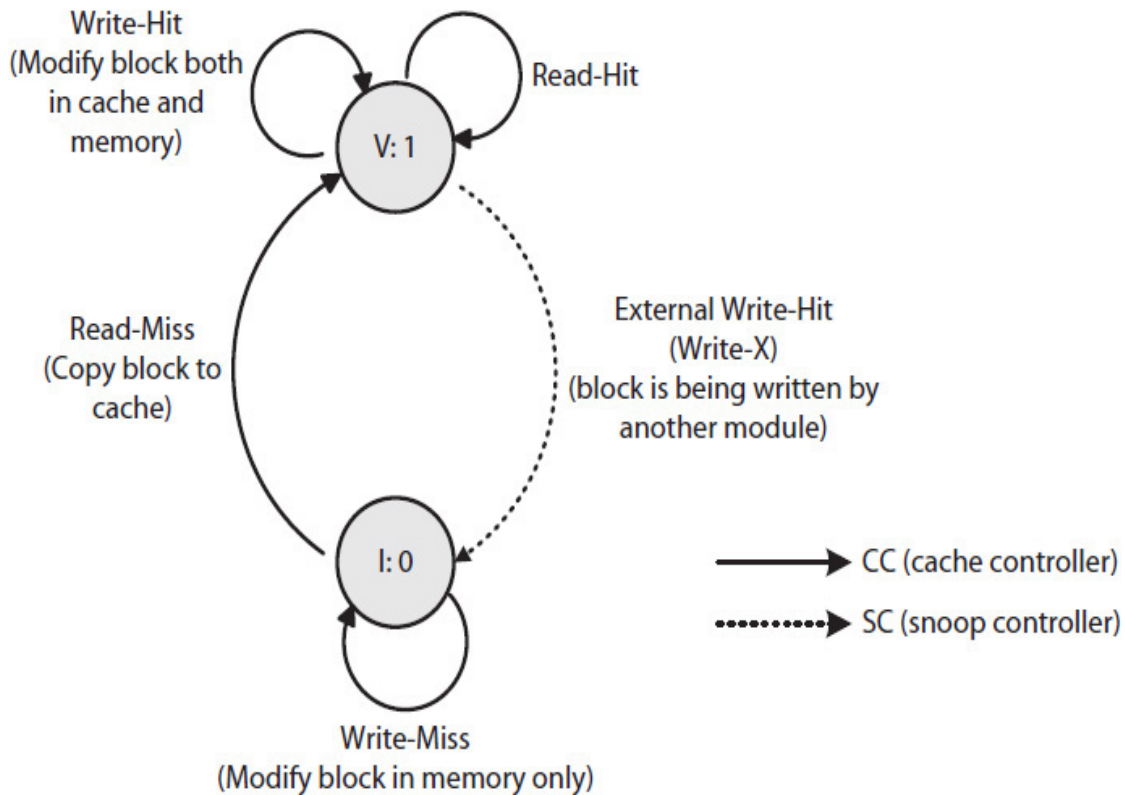 Write-Hit
(Modify block both
in cache and
memory)
Read-Hit
V: 1
Read-Miss
(Copy block to
cache)
External Write-Hit
(Write-X)
(block is being written by
another module)
I: 0
CC (cache controller)
SC (snoop controller)
Write-Miss
(Modify block in memory only)